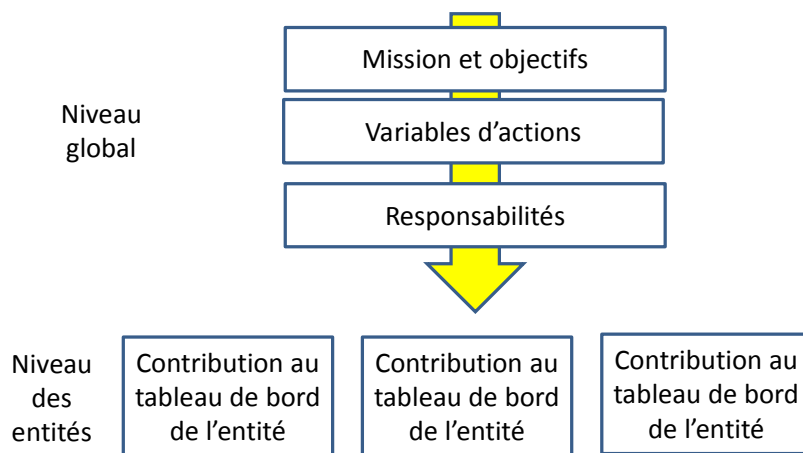 Mission et objectifs
Niveau
global
Variables d’actions
Responsabilités
Niveau
des
entités
Contribution au
tableau de bord
de l’entité
Contribution au
tableau de bord
de l’entité
Contribution au
tableau de bord
de l’entité